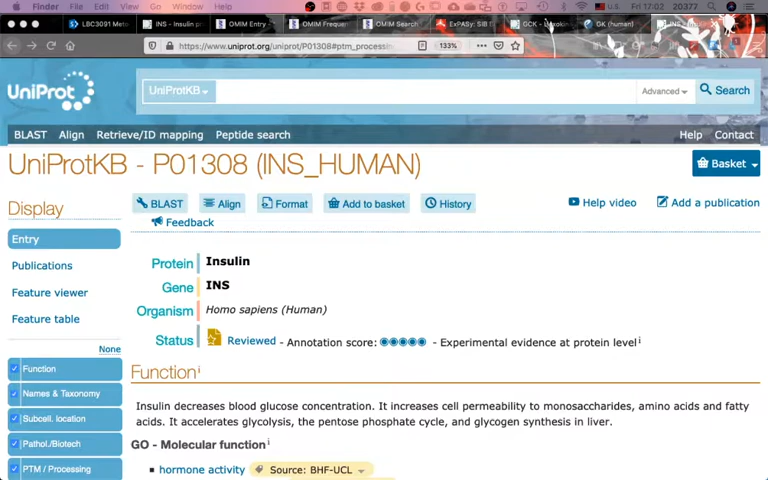 Finder File Edit View Go Window Help U.S. Fri 17:02 20377
LBC3091 Meto INS - Insulin p OMIM Entry - OMIM Frequen OMIM Search ExPASy: SIB GCK - GK (human) INS
https://www.uniprot.org/uniprot/P01308#ptm_processin 133%
UniProt
UniProtKB Advanced Search
BLAST Align Retrieve/ID mapping Peptide search Help Contact
UniProtKB - P01308 (INS_HUMAN)
Basket
Display
BLAST Align Format Add to basket History Help video Add a publication
Feedback
Entry
Publications
Feature viewer
Feature table
None
Function
Names & Taxonomy
Subcell. location
Pathol./Biotech
PTM / Processing
Protein Insulin
Gene INS
Organism Homo sapiens (Human)
Status Reviewed - Annotation score: - Experimental evidence at protein level i
Function i
Insulin decreases blood glucose concentration. It increases cell permeability to monosaccharides, amino acids and fatty
acids. It accelerates glycolysis, the pentose phosphate cycle, and glycogen synthesis in liver.
GO - Molecular function i
hormone activity Source: BHF-UCL